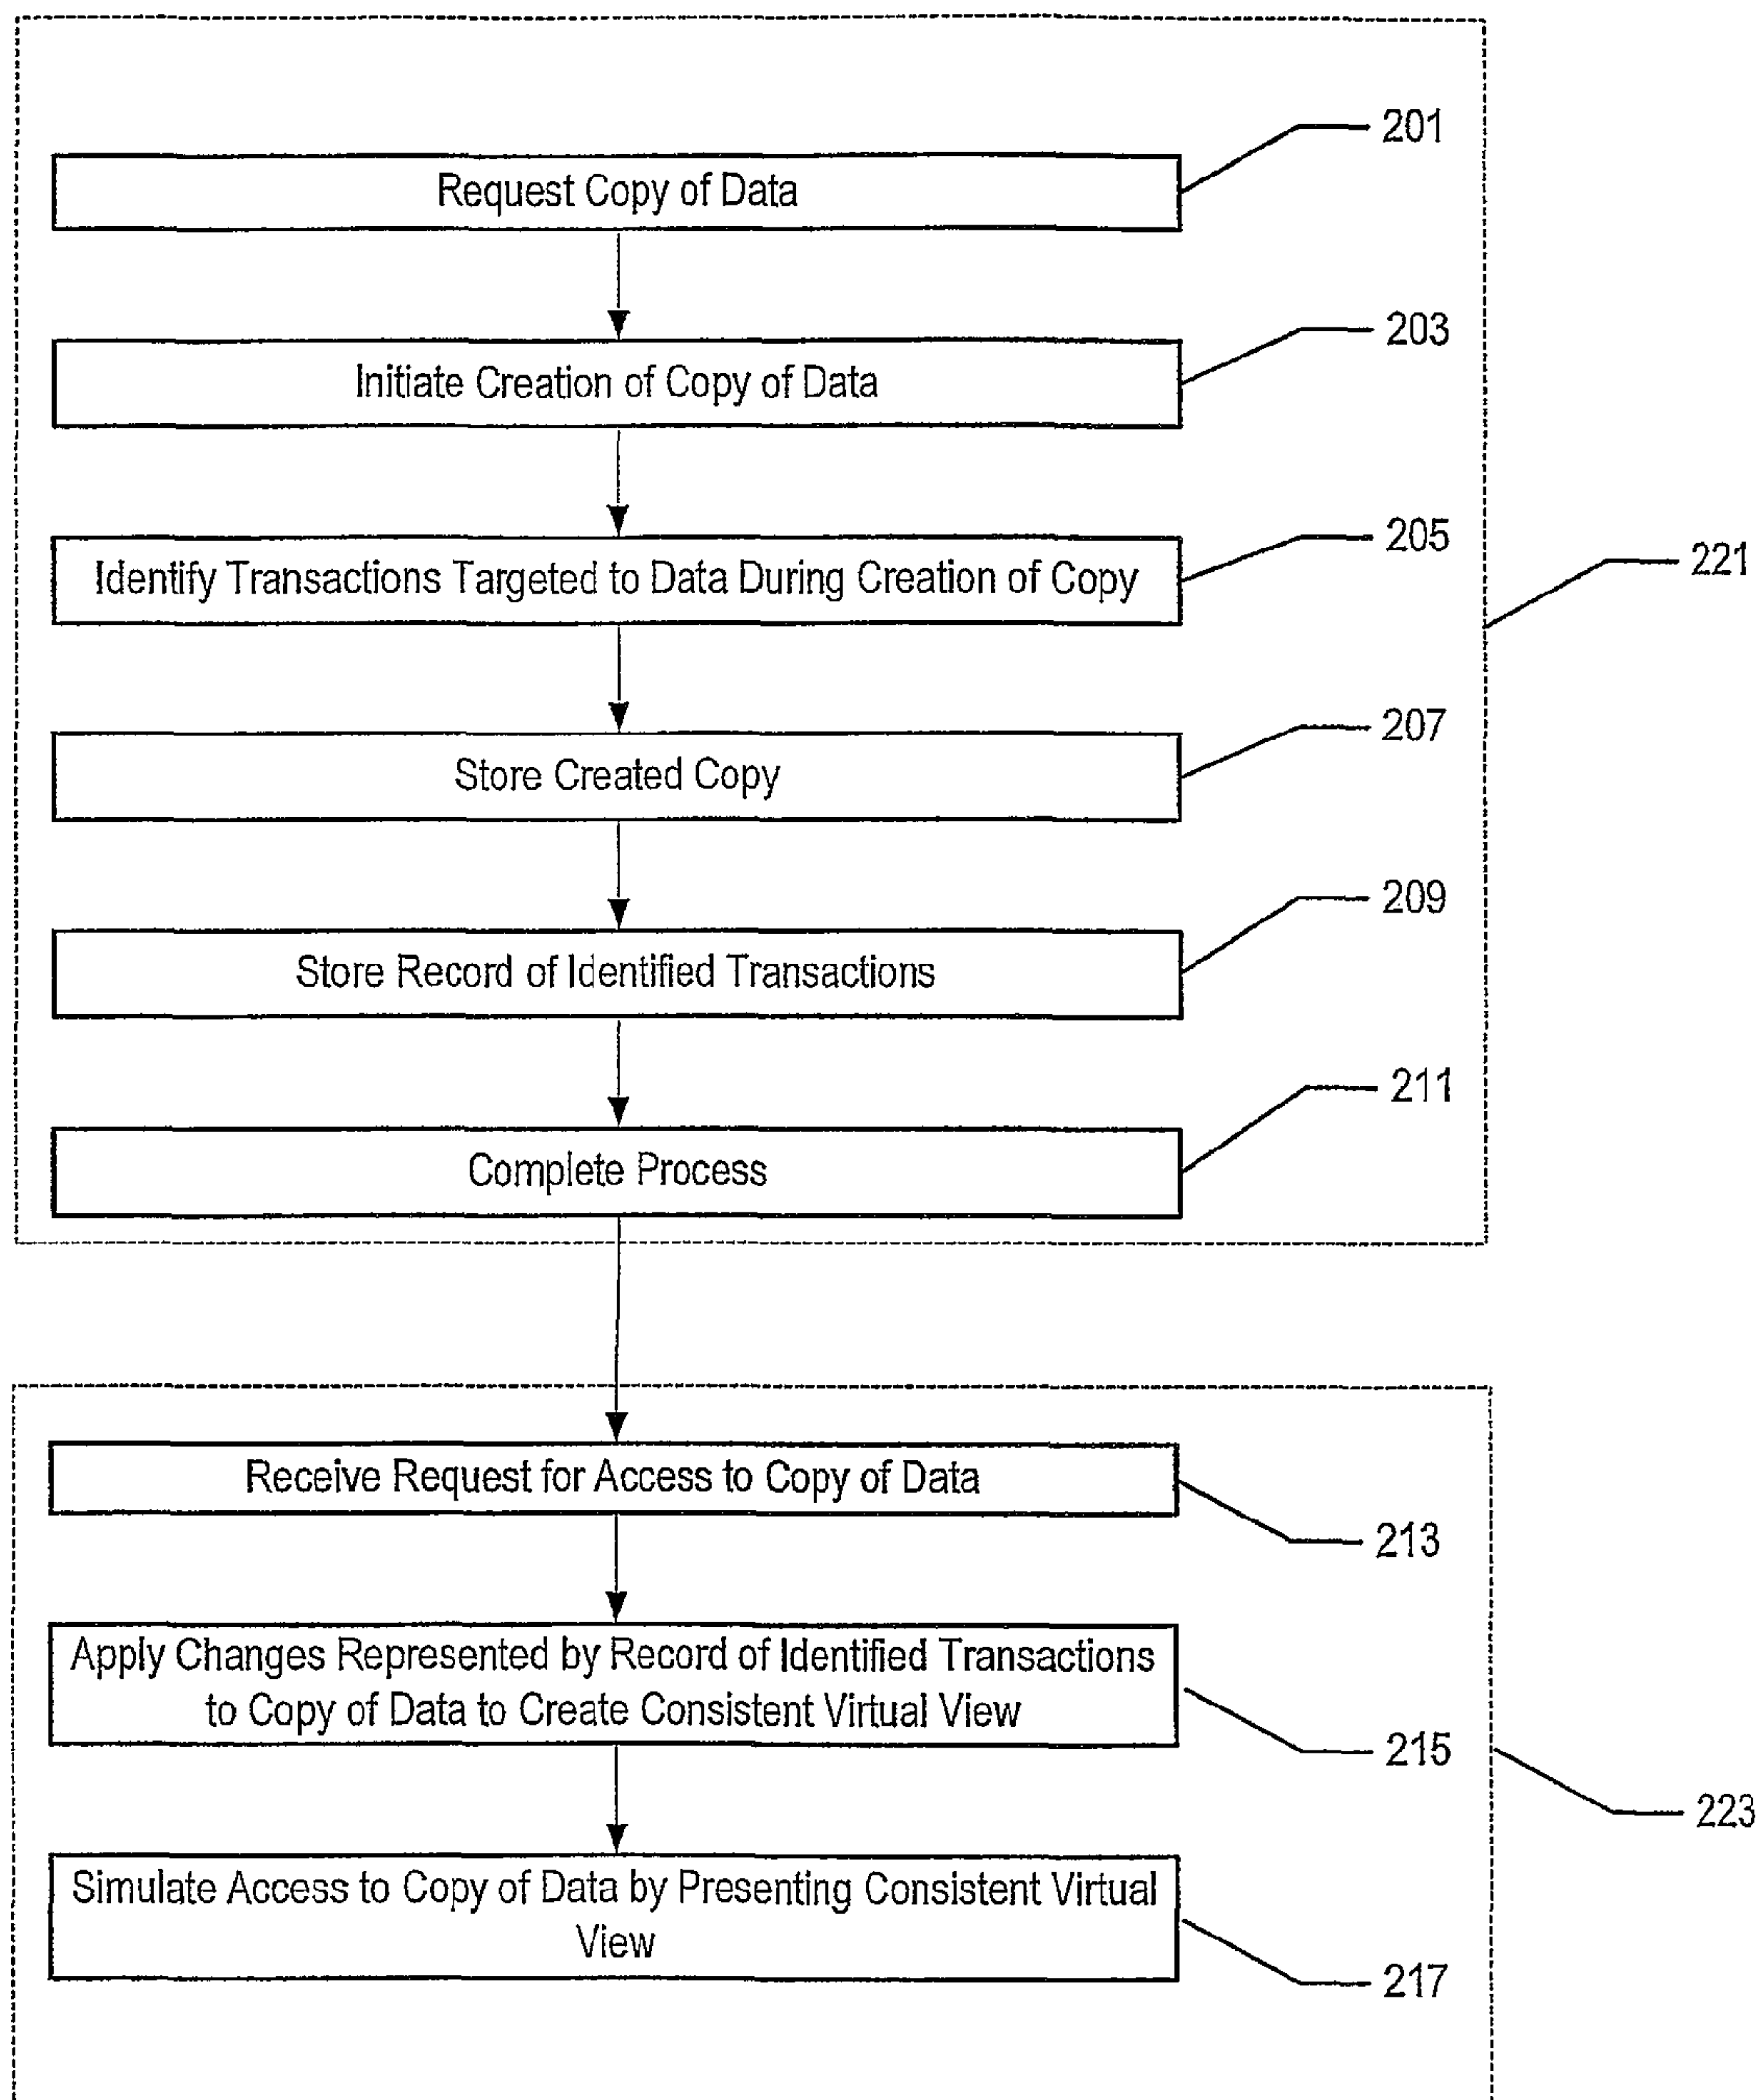 201
Request Copy of Data
203
Initiate Creation of Copy of Data
205
Identify Transactions Targeted to Data During Creation of Copy
221
207
Store Created Copy
209
Store Record of Identified Transactions
211
Complete Process
Receive Request for Access to Copy of Data
213
Apply Changes Represented by Record of Identified Transactions
to Copy of Data to Create Consistent Virtual View
215
223
Simulate Access to Copy of Data by Presenting Consistent Virtual
View
217